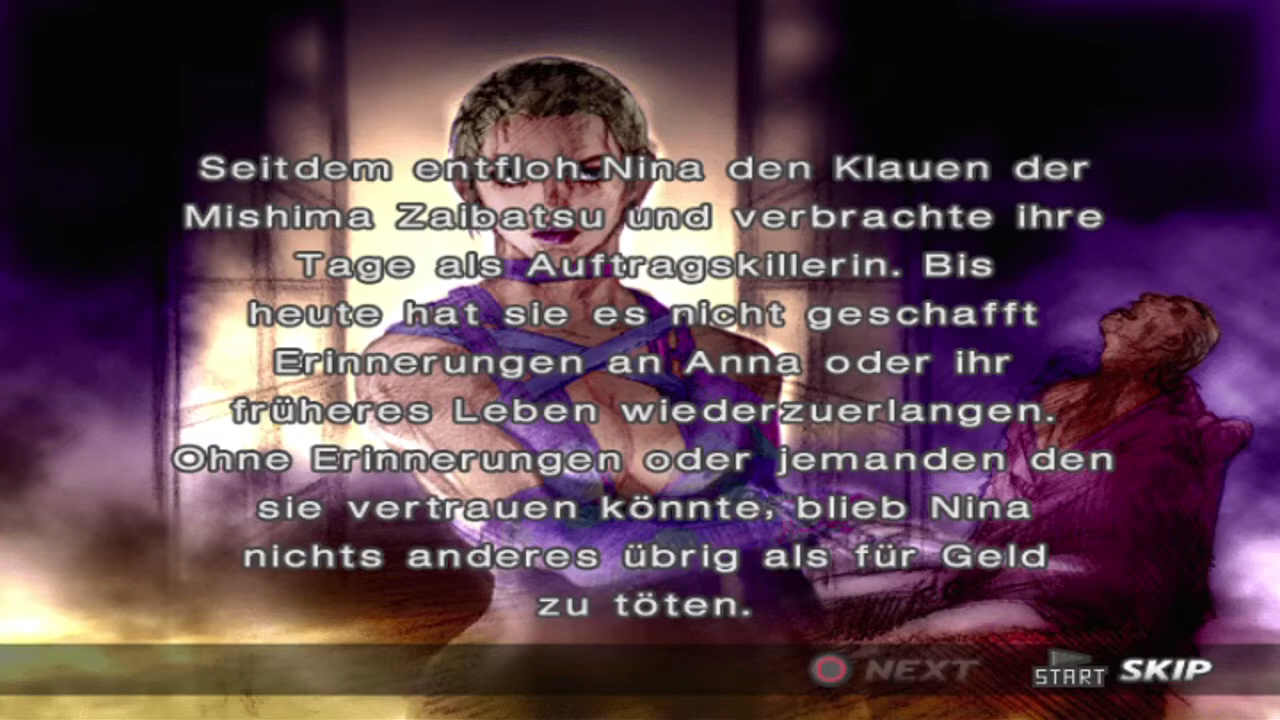 Seitdem entfloh Nina den Klauen der
Mishima Zaibatsu und verbrachte ihre
Tage als Auftragskillerin. Bis
heute hat sie es nicht geschafft
Erinnerungen an Anna oder ihr
früheres Leben wiederzuerlangen.
Ohne Erinnerungen oder jemanden den
sie vertrauen könnte, blieb Nina
nichts anderes übrig als für Geld
zu töten.
NEXT START SKIP